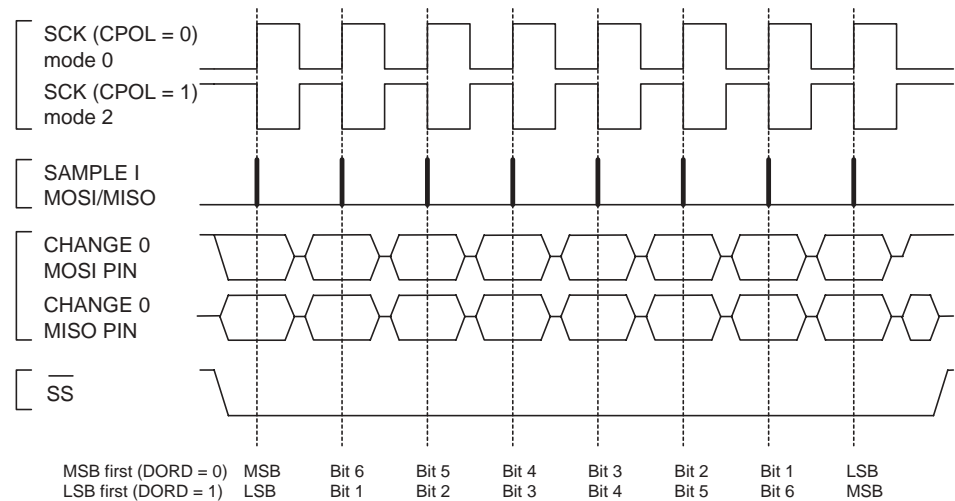 SCK (CPOL = 0)
mode 0
SCK (CPOL = 1)
mode 2
SAMPLE I
MOSI/MISO
CHANGE 0
MOSI PIN
CHANGE 0
MISO PIN
SS
MSB first (DORD = 0) MSB Bit 6 Bit 5 Bit 4 Bit 3 Bit 2 Bit 1 LSB
LSB first (DORD = 1) LSB Bit 1 Bit 2 Bit 3 Bit 4 Bit 5 Bit 6 MSB